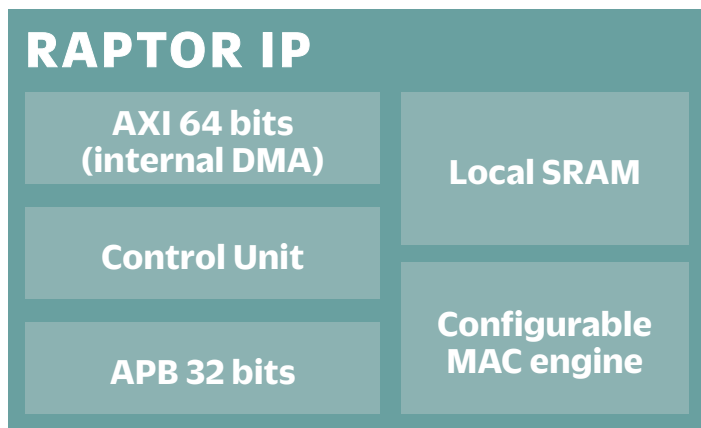 RAPTOR IP
AXI 64 bits
(internal DMA)
Control Unit
APB 32 bits
Local SRAM
Configurable
MAC engine